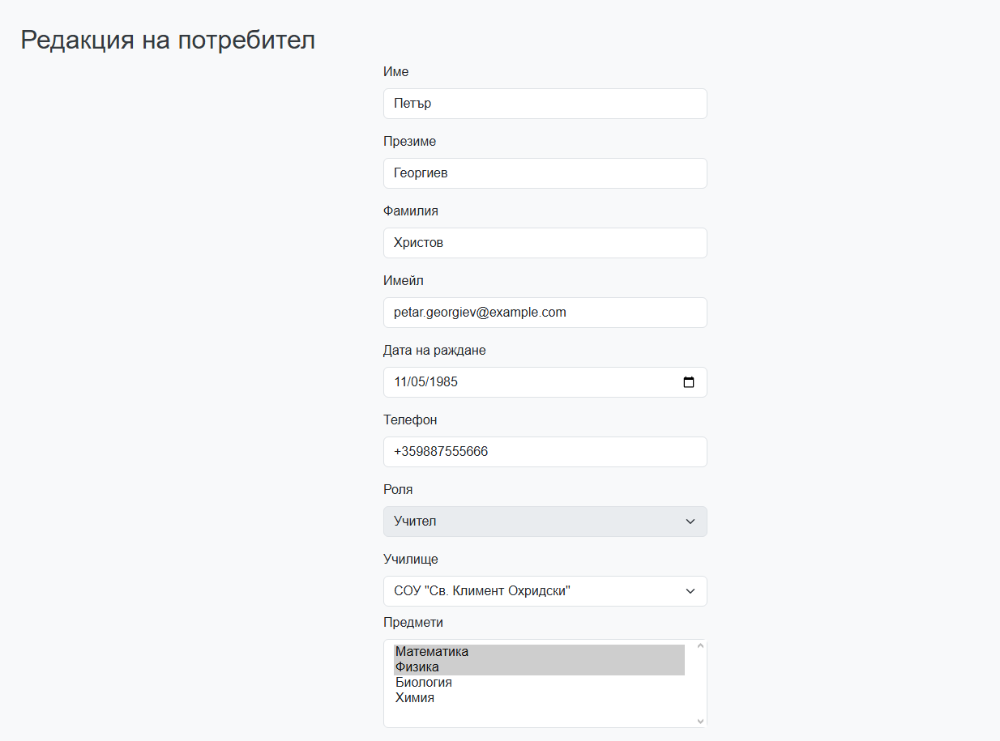 Редакция на потребител
Име
Петър
Презиме
Георгиев
Фамилия
Христов
Имейл
petar.georgiev@example.com
Дата на раждане
11/05/1985
Телефон
+359887555666
Роля
Учител
Училище
СОУ "Св. Климент Охридски"
Предмети
Математика
Физика
Биология
Химия